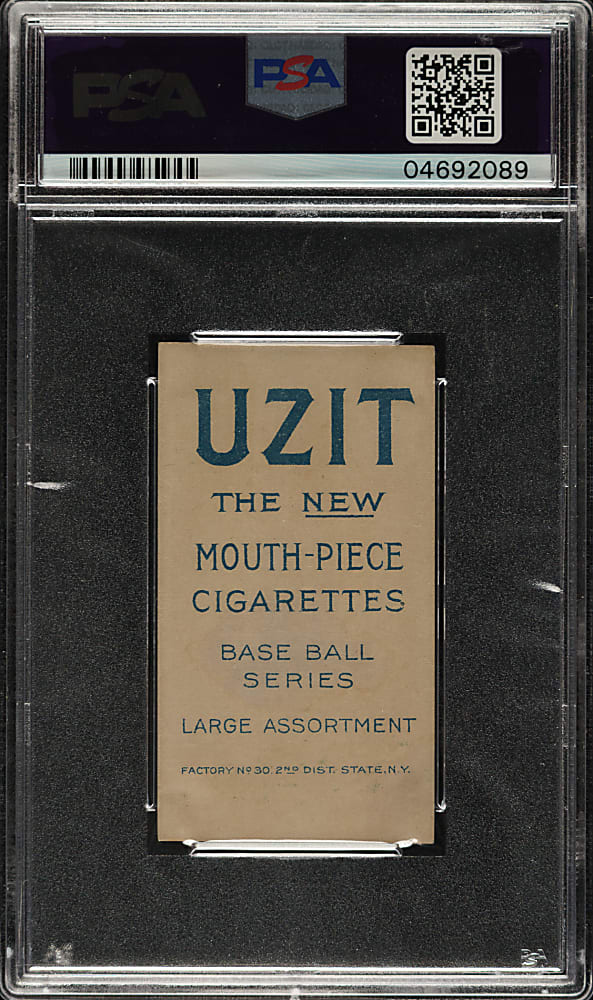 PSA
PSA
04692089
UZIT
THE NEW
MOUTH-PIECE
CIGARETTES
BASE BALL
SERIES
LARGE ASSORTMENT
FACTORY Nº 30. 2ND DIST. STATE, N.Y.
PSA